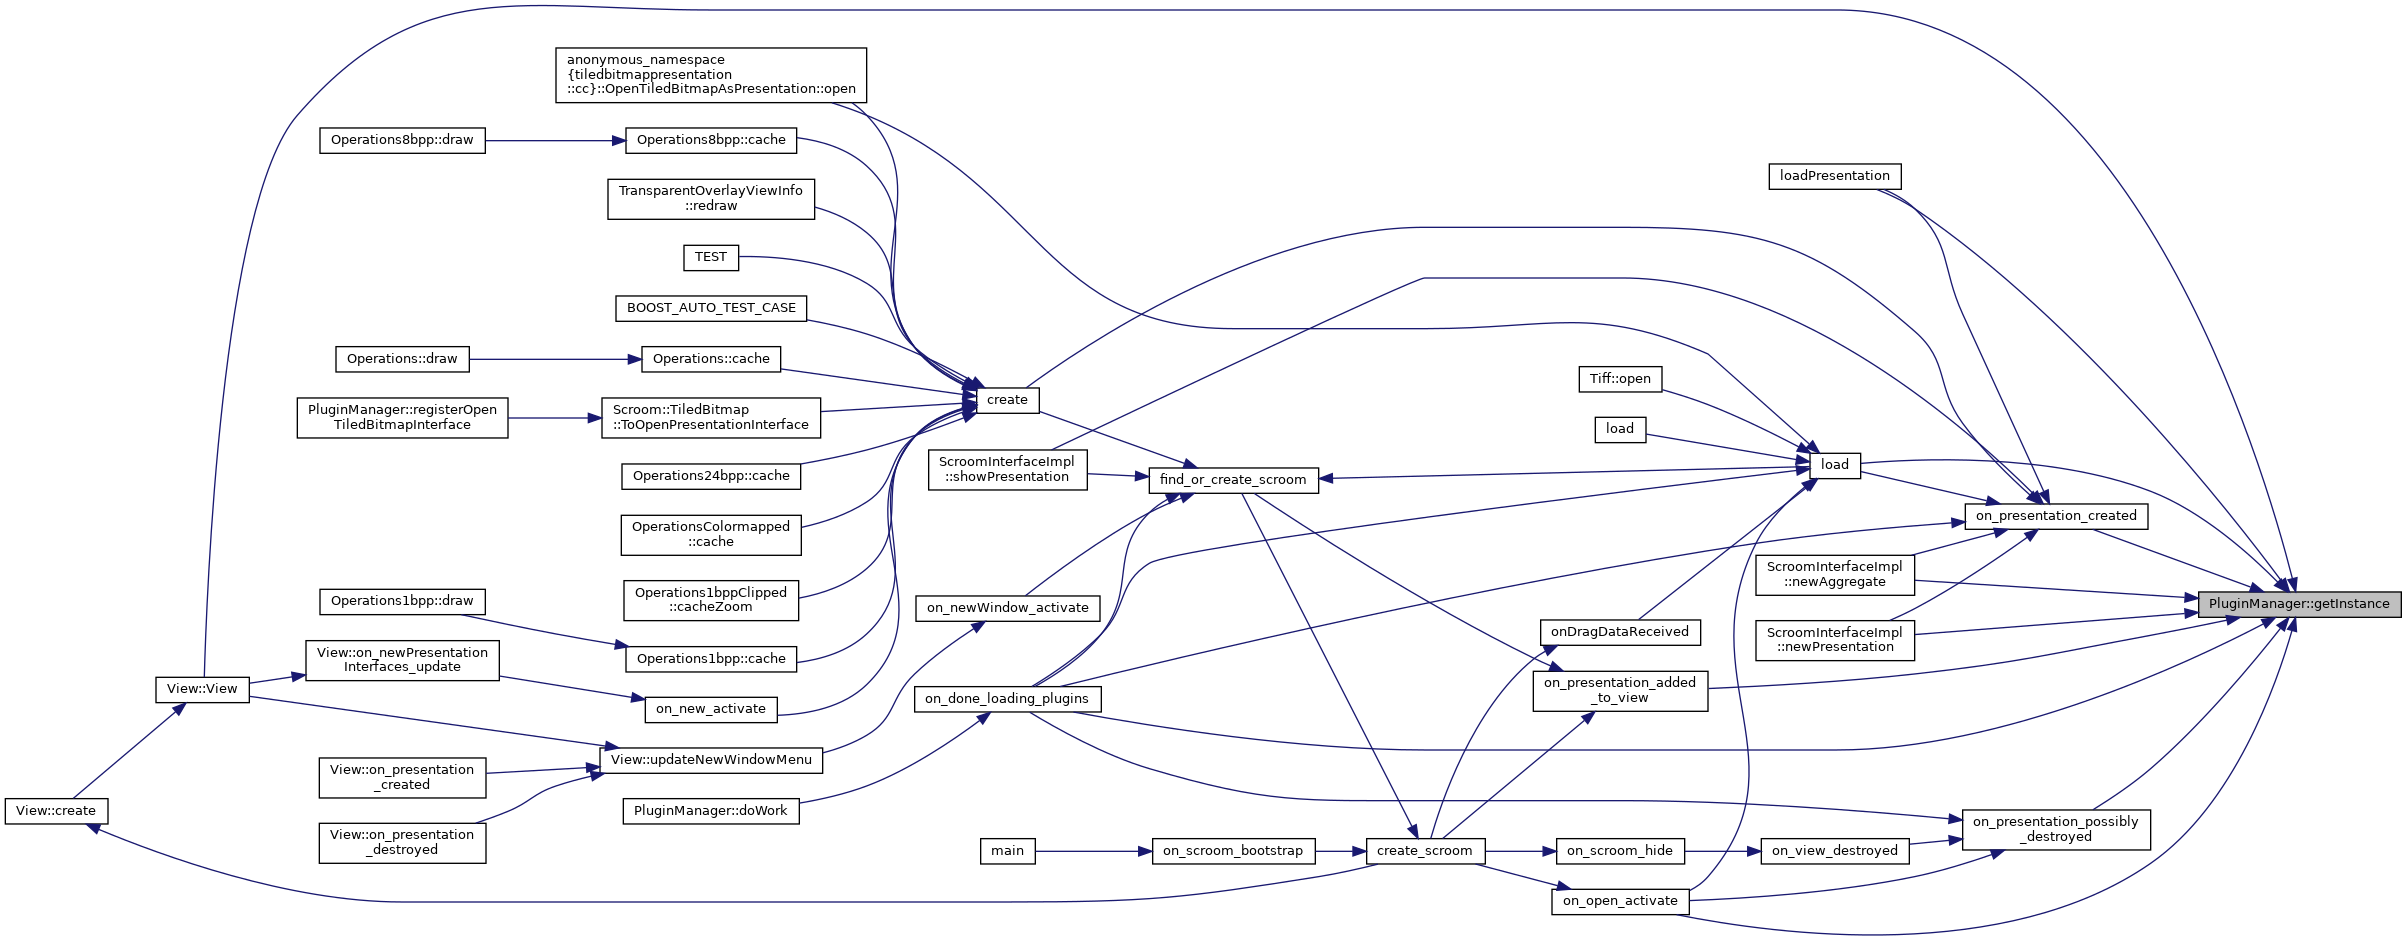 anonymous_namespace
{tiledbitmappresentation
::cc}::OpenTiledBitmapAsPresentation::open
Operations8bpp::draw
Operations8bpp::cache
loadPresentation
TransparentOverlayViewInfo
::redraw
TEST
BOOST_AUTO_TEST_CASE
Operations::draw
Operations::cache
Tiff::open
create
PluginManager::registerOpen
TiledBitmapInterface
Scroom::TiledBitmap
::ToOpenPresentationInterface
load
ScroomInterfaceImpl
::showPresentation
load
Operations24bpp::cache
find_or_create_scroom
on_presentation_created
OperationsColormapped
::cache
ScroomInterfaceImpl
::newAggregate
Operations1bppClipped
::cacheZoom
Operations1bpp::draw
on_newWindow_activate
PluginManager::getInstance
onDragDataReceived
ScroomInterfaceImpl
::newPresentation
View::on_newPresentation
Interfaces_update
Operations1bpp::cache
View::View
on_presentation_added
_to_view
on_done_loading_plugins
on_new_activate
View::updateNewWindowMenu
View::on_presentation
_created
View::create
PluginManager::doWork
on_presentation_possibly
_destroyed
View::on_presentation
_destroyed
main
on_scroom_bootstrap
create_scroom
on_scroom_hide
on_view_destroyed
on_open_activate